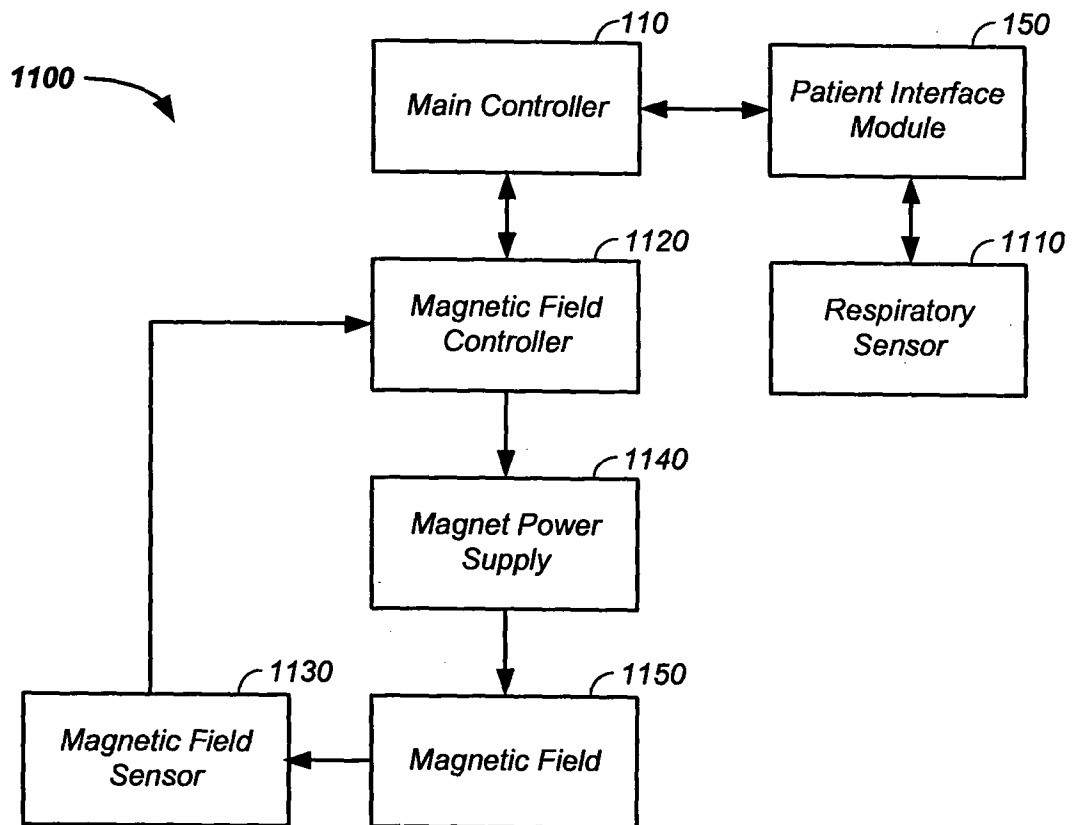 110
150
1100
Main Controller
Patient Interface
Module
1120
1110
Magnetic Field
Controller
Respiratory
Sensor
1140
Magnet Power
Supply
1130
1150
Magnetic Field
Sensor
Magnetic Field